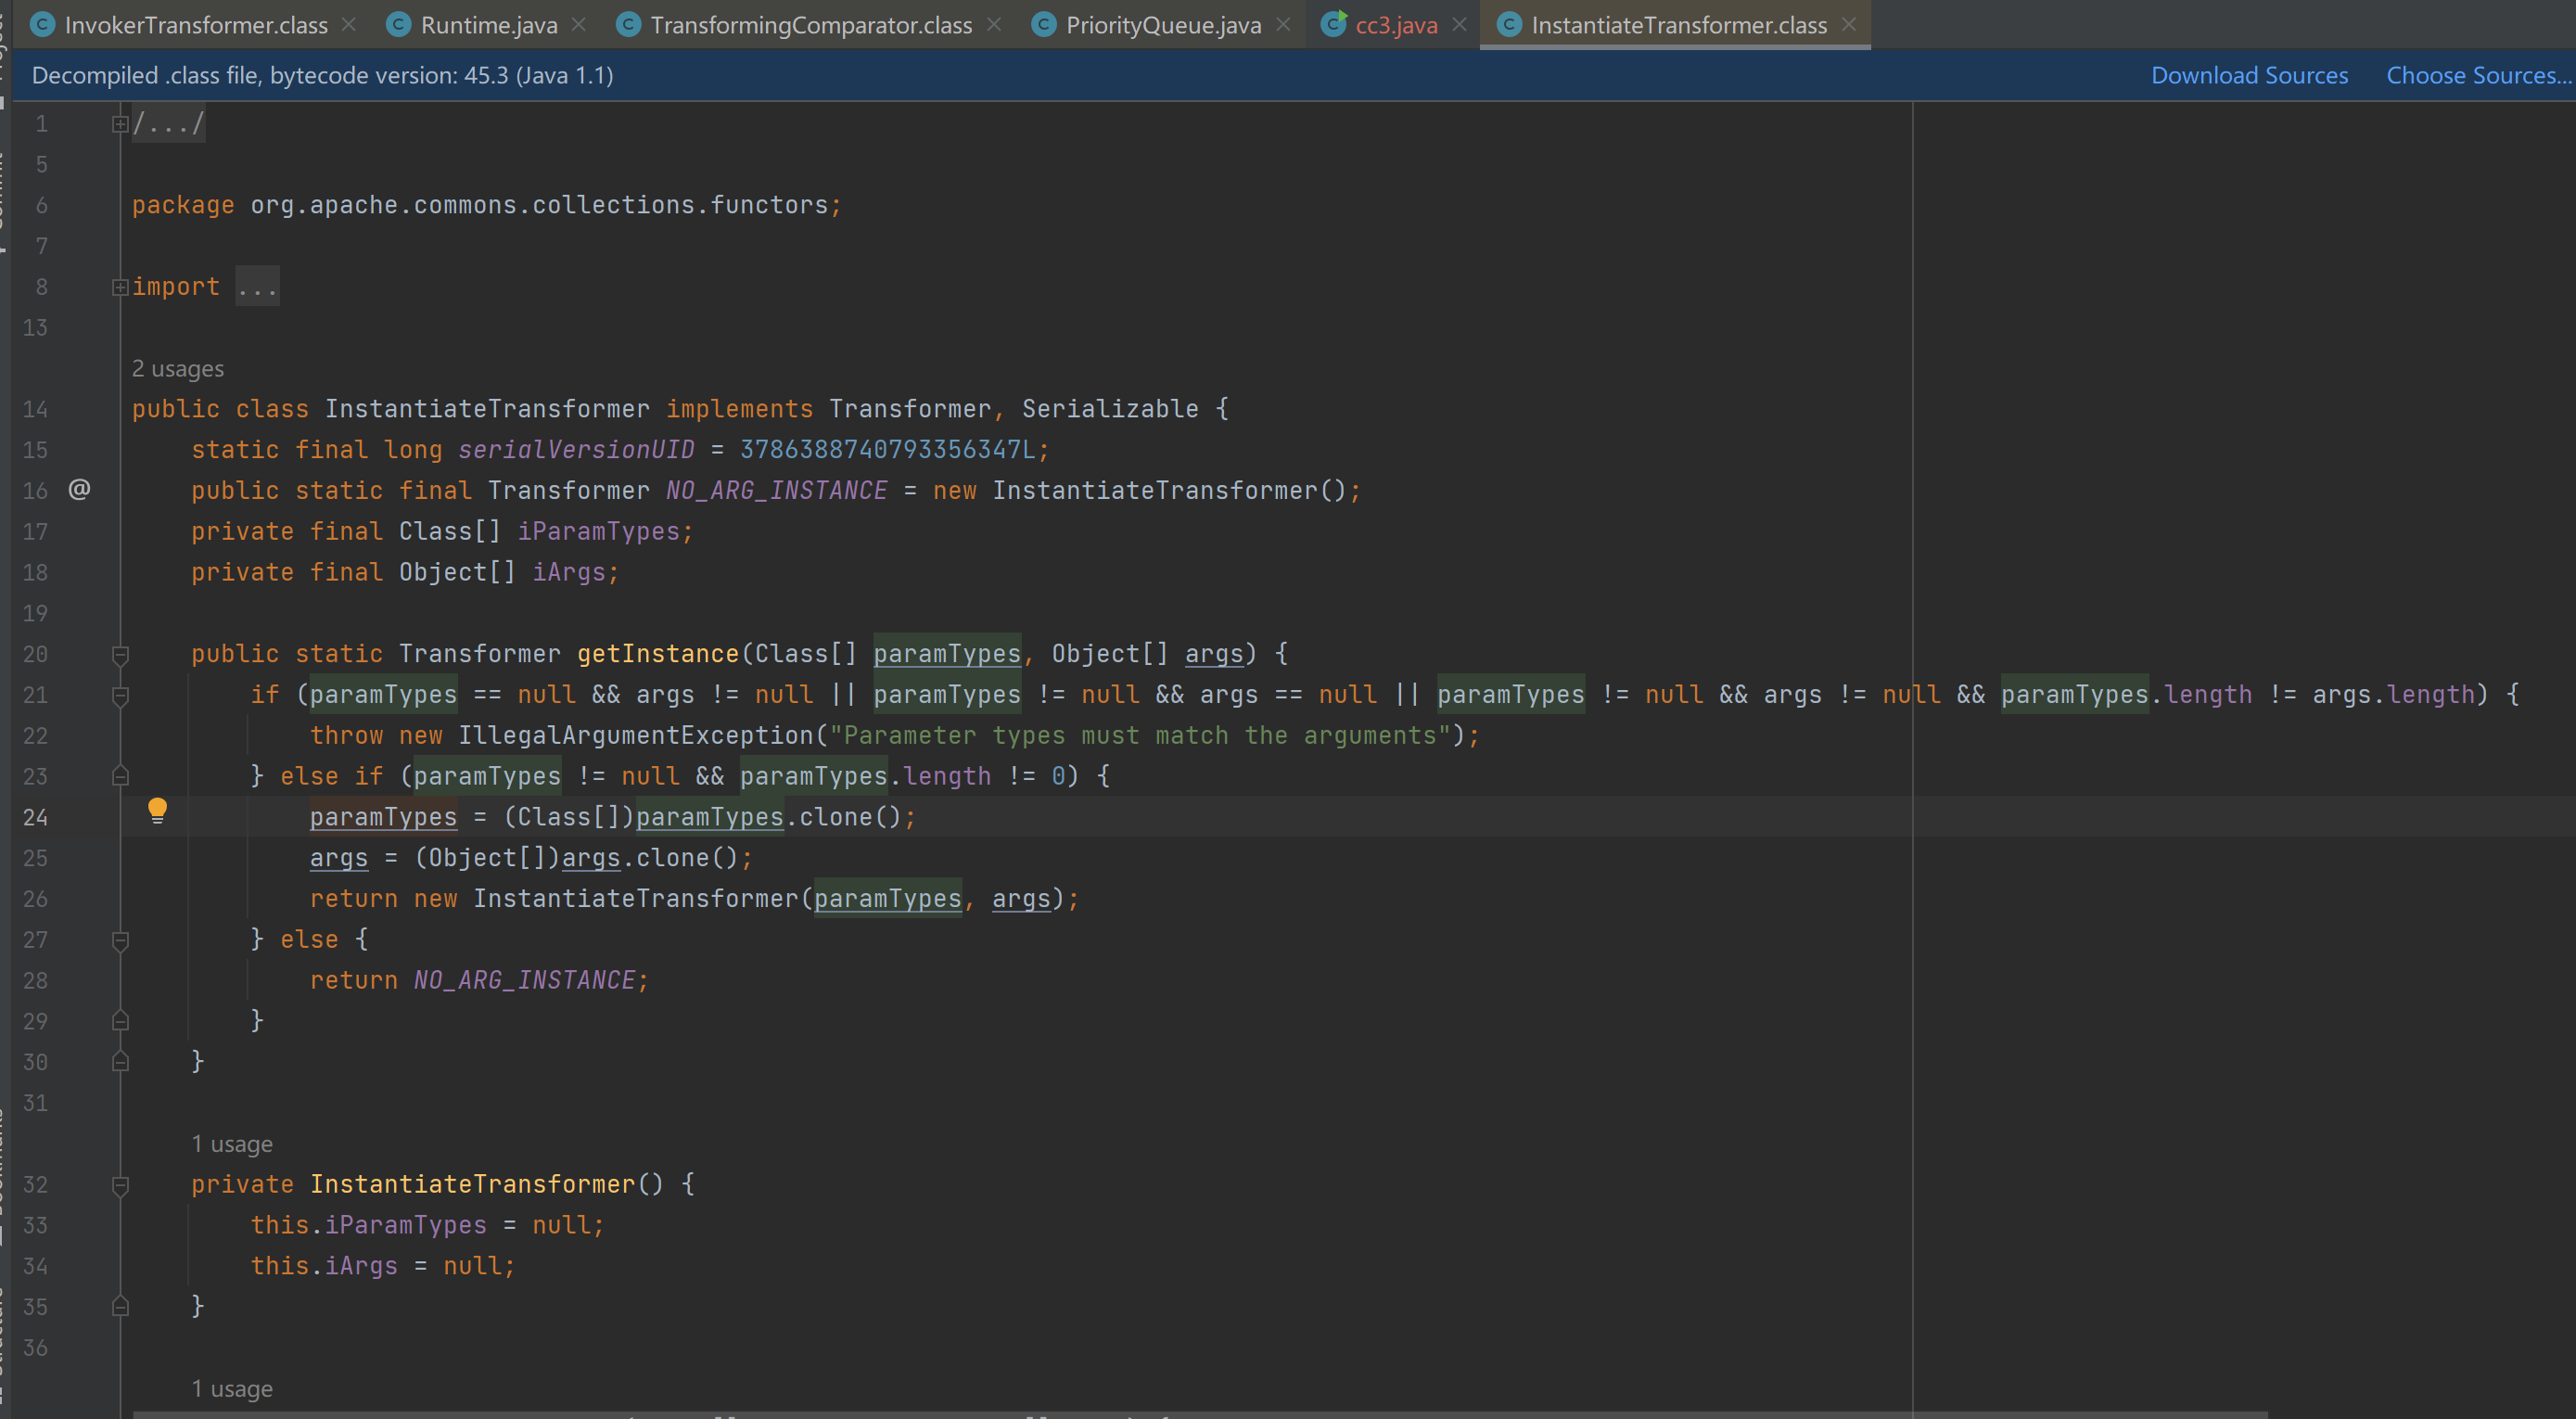 InvokerTransformer.class Runtime.java TransformingComparator.class PriorityQueue.java cc3.java InstantiateTransformer.class
Decompiled .class file, bytecode version: 45.3 (Java 1.1) Download Sources Choose Sources...
1 /.../
5
6 package org.apache.commons.collections.functors;
7
8 import ...
13
2 usages
14 public class InstantiateTransformer implements Transformer, Serializable {
15 static final long serialVersionUID = 3786388740793356347L;
16 @ public static final Transformer NO_ARG_INSTANCE = new InstantiateTransformer();
17 private final Class[] iParamTypes;
18 private final Object[] iArgs;
19
20 public static Transformer getInstance(Class[] paramTypes, Object[] args) {
21 if (paramTypes == null && args != null || paramTypes != null && args == null || paramTypes != null && args != null && paramTypes.length != args.length) {
22 throw new IllegalArgumentException("Parameter types must match the arguments");
23 } else if (paramTypes != null && paramTypes.length != 0) {
24 paramTypes = (Class[])paramTypes.clone();
25 args = (Object[])args.clone();
26 return new InstantiateTransformer(paramTypes, args);
27 } else {
28 return NO_ARG_INSTANCE;
29 }
30 }
31
1 usage
32 private InstantiateTransformer() {
33 this.iParamTypes = null;
34 this.iArgs = null;
35 }
36
1 usage